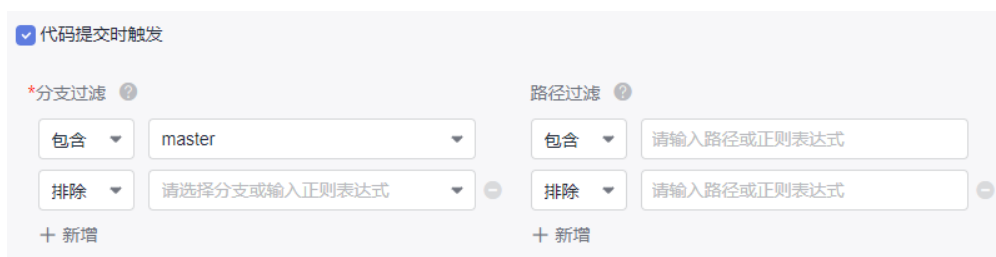 代码提交时触发
*分支过滤 ? 路径过滤 ?
包含 master 包含 请输入路径或正则表达式
排除 请选择分支或输入正则表达式 排除 请输入路径或正则表达式
+ 新增 + 新增